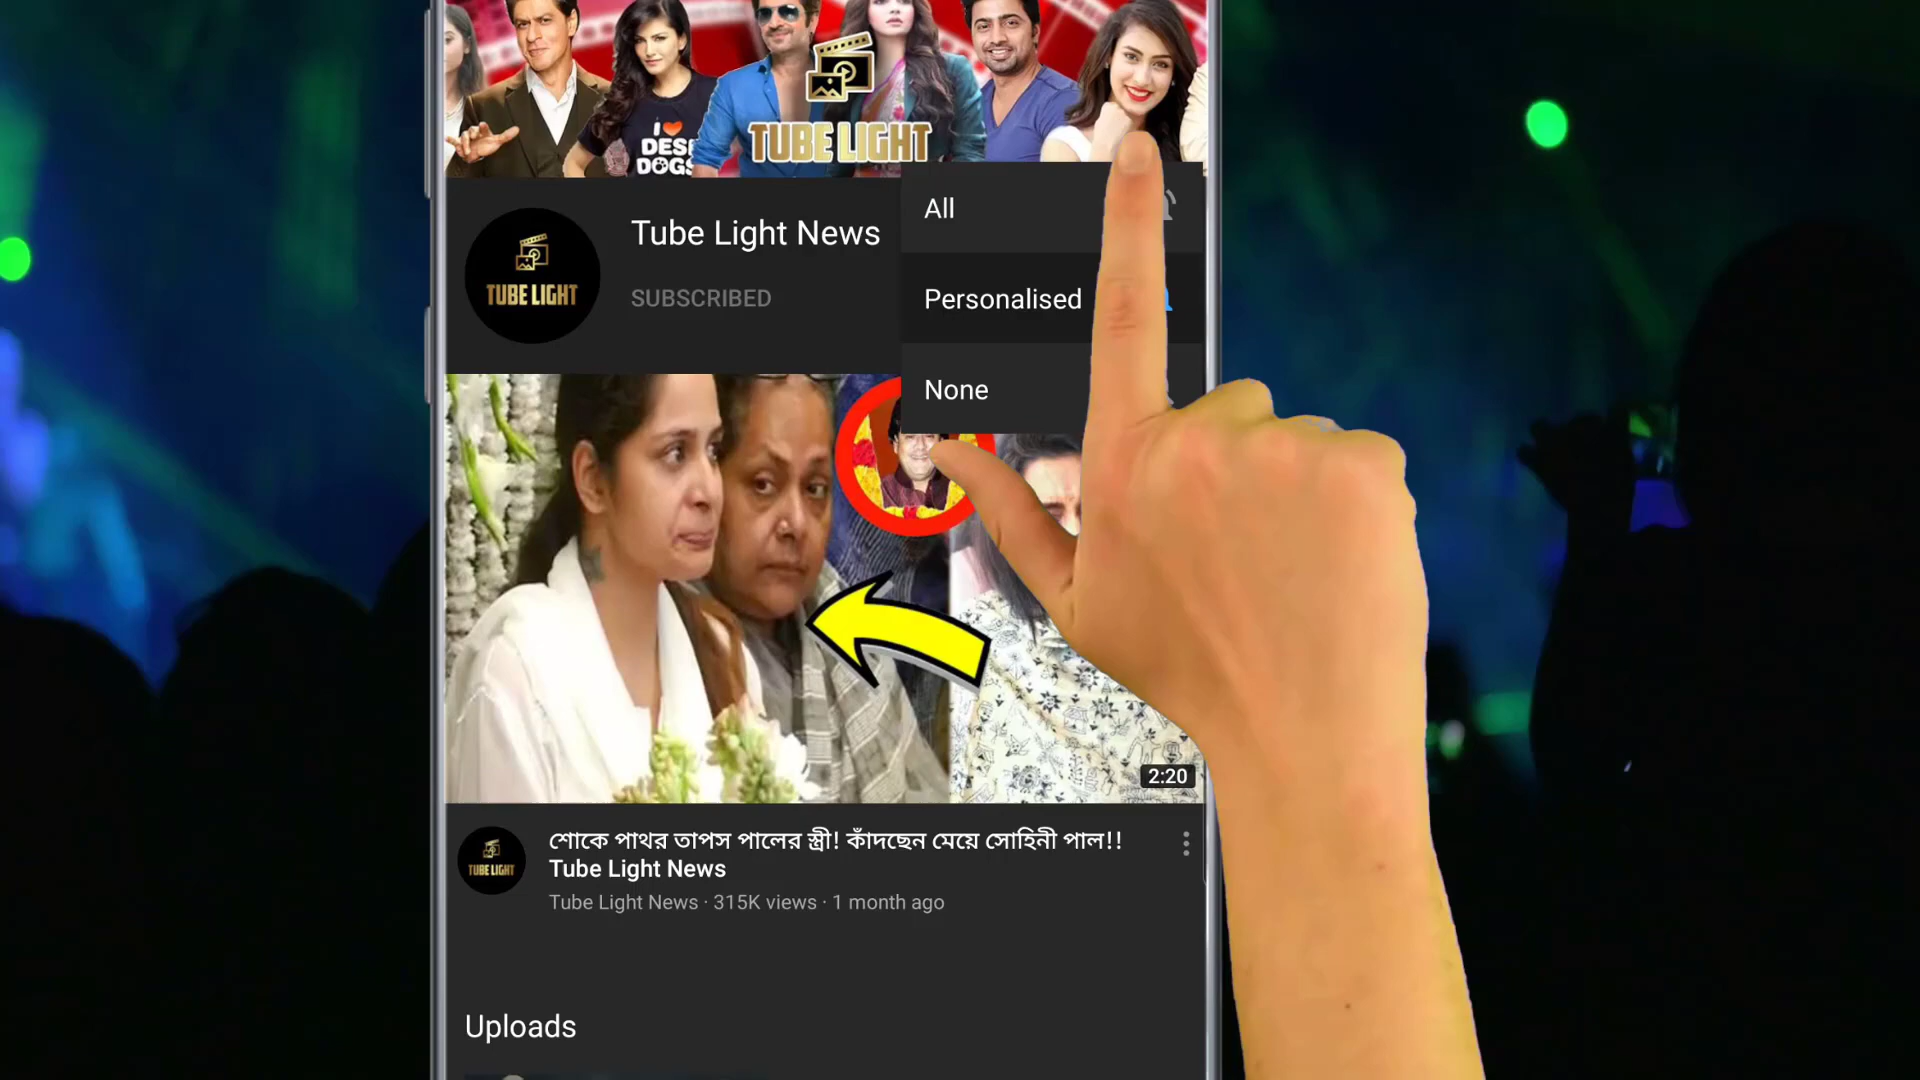 I ❤ DESI
DOGS
TUBE LIGHT
Tube Light News
SUBSCRIBED
TUBE LIGHT
All
Personalised
None
2:20
শোকে পাথর তাপস পালের স্ত্রী! কাঁদছেন মেয়ে সোহিনী পাল!!
Tube Light News
Tube Light News · 315K views · 1 month ago
TUBE LIGHT
Uploads